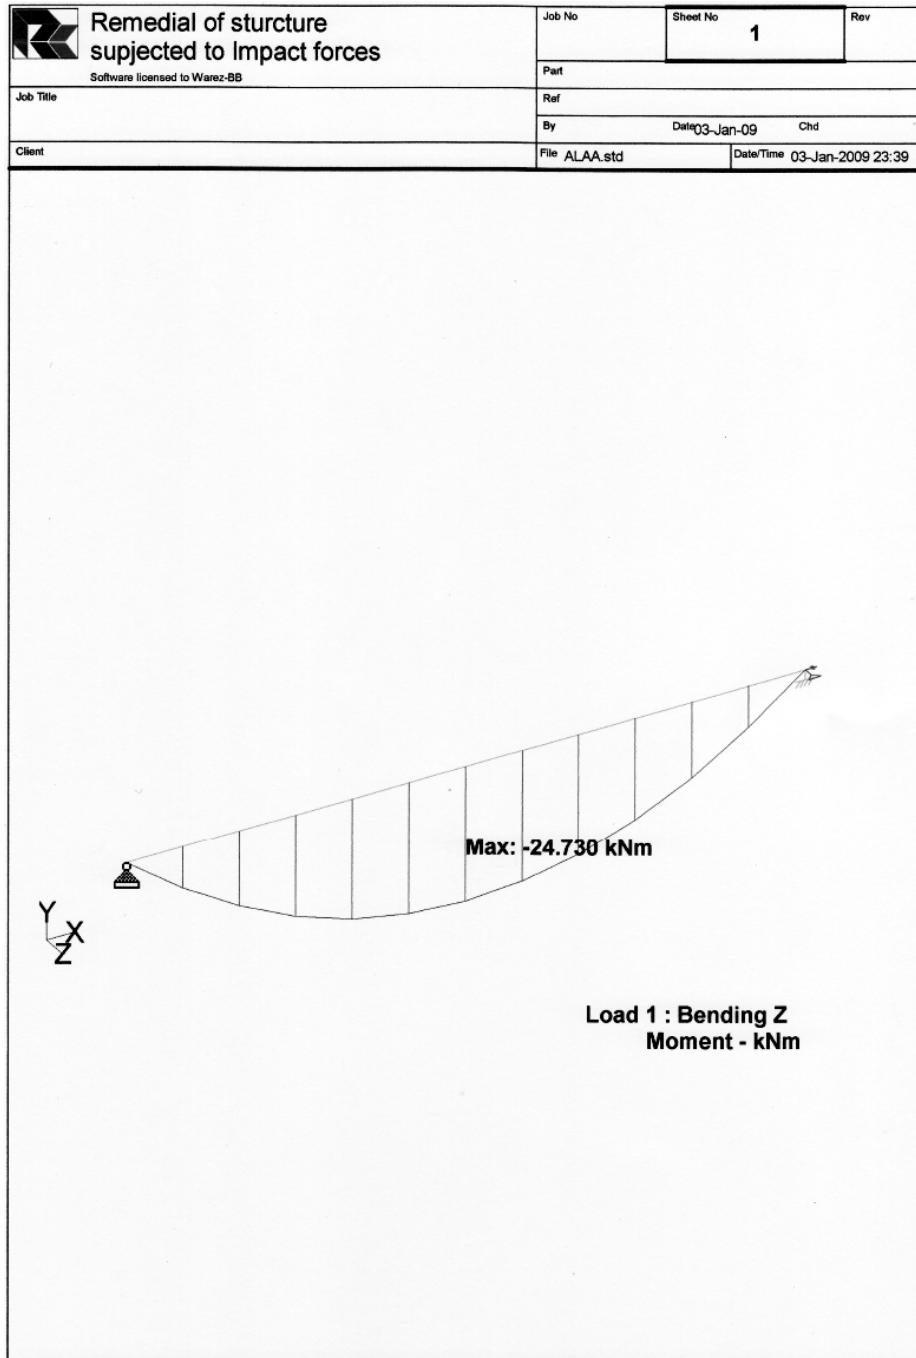 Remedial of sturcture
supjected to Impact forces
Software licensed to Warez-BB
Job No
Sheet No
1
Rev
Part
Job Title
Ref
By
Date03-Jan-09
Chd
Client
File ALAA.std
Date/Time 03-Jan-2009 23:39
Max: -24.730 kNm
Y
X
Z
Load 1 : Bending Z
Moment - kNm